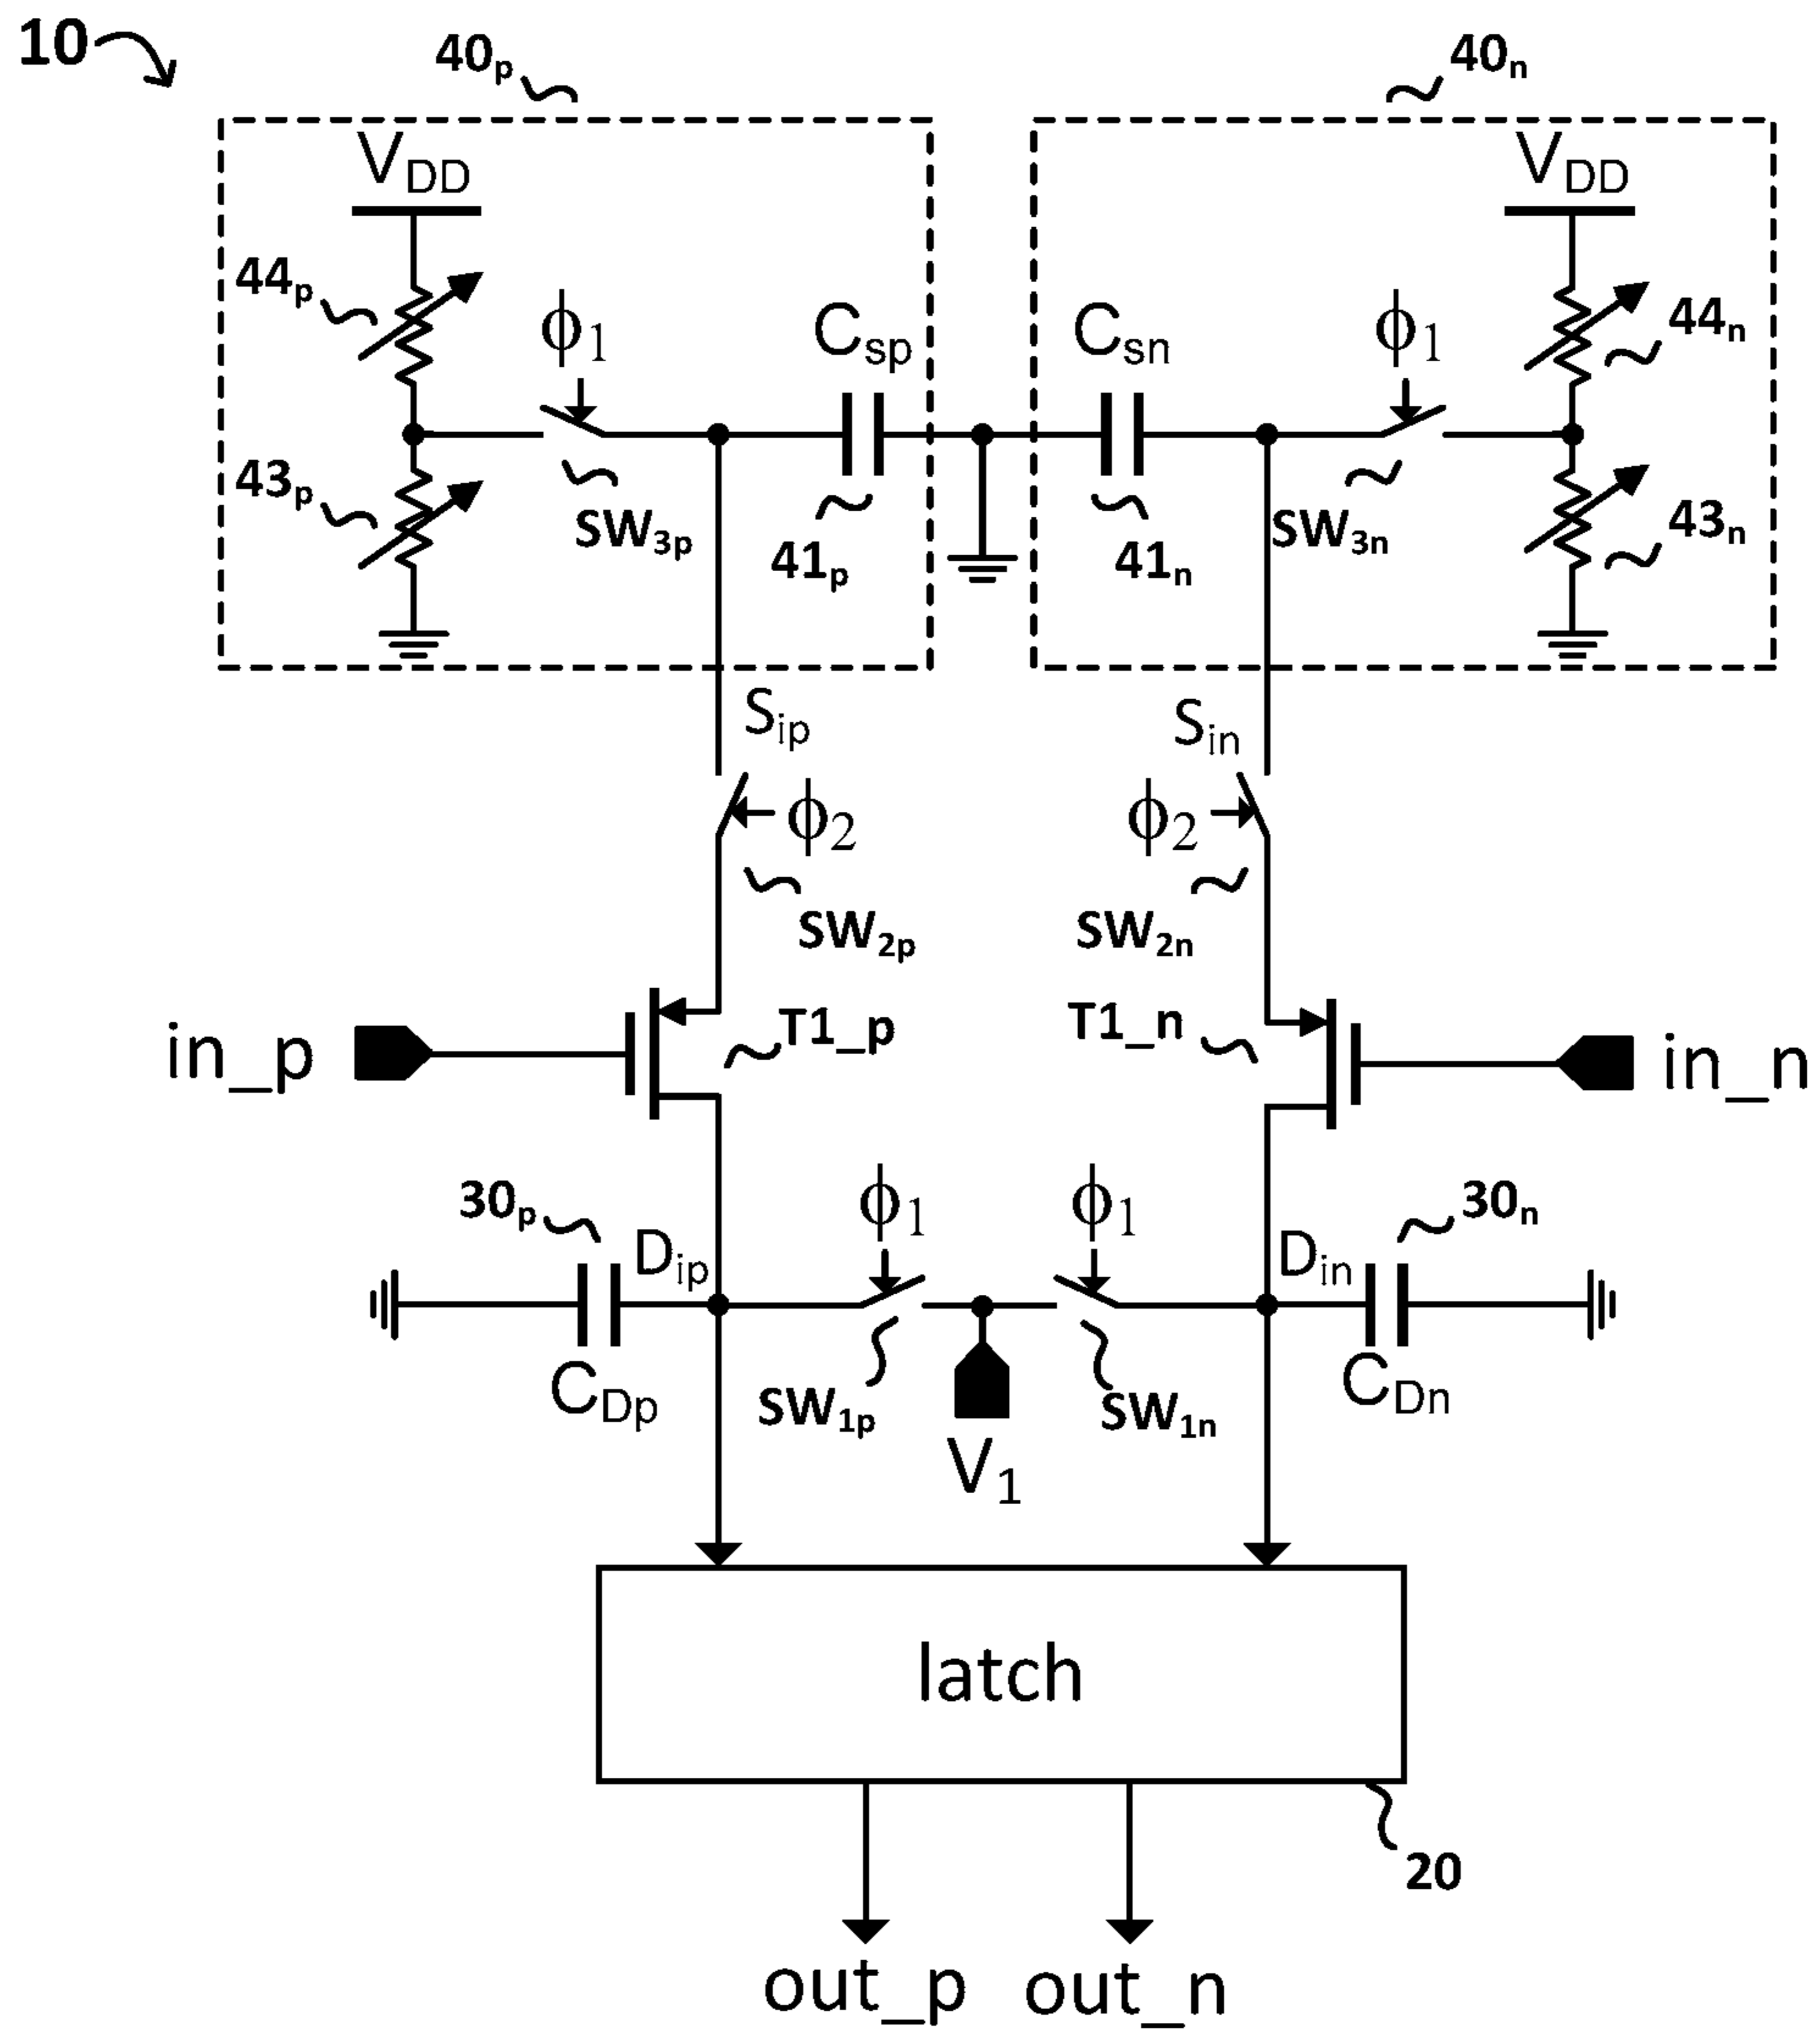 10
40p
40n
VDD
VDD
44p
ϕ1
Csp
Csn
ϕ1
44n
43p
SW3p
41p
41n
SW3n
43n
Sip
Sin
ϕ2
ϕ2
SW2p
SW2n
in_p
T1_p
T1_n
in_n
30p
ϕ1
ϕ1
30n
Dip
Din
CDp
SW1p
SW1n
CDn
V1
latch
20
out_p
out_n